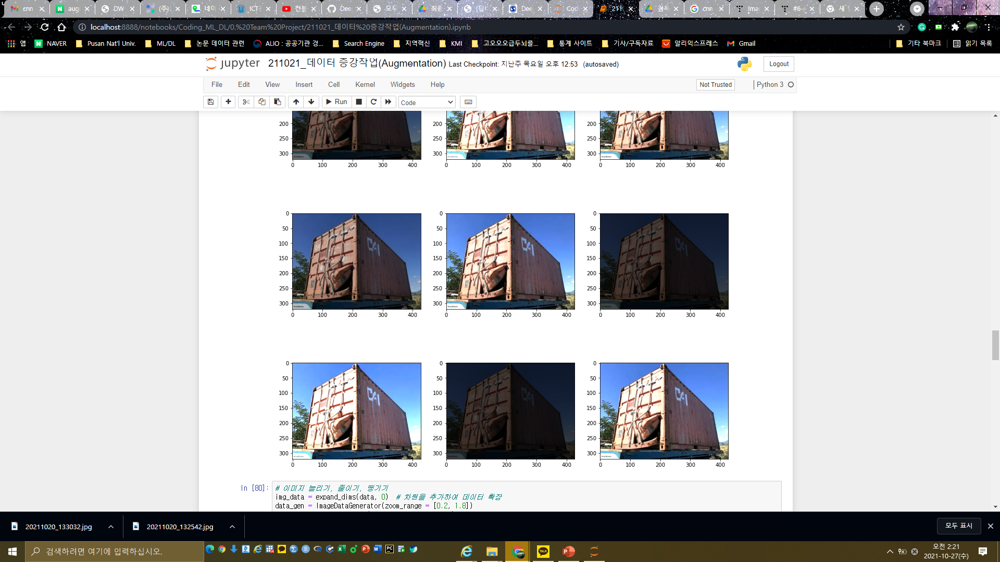 cnn
aug
DW
(주)
네이
ICT
컨볼
Dee
모두
최종
[딥
Dee
Cod
211
검옥
cnn
Ima
#6-
새 탭
localhost:8888/notebooks/Coding_ML_DL/0.%20Team%20Project/211021_데이터%20증강작업(Augmentation).ipynb
앱 NAVER Pusan Nat'l Univ. ML/DL 논문 데이터 관련 ALIO : 공공기관 경... Search Engine 지역혁신 KMI 고오오오급두뇌를... 통계 사이트 기사/구독자료 알리익스프레스 Gmail 기타 북마크 읽기 목록
jupyter 211021_데이터 증강작업(Augmentation) Last Checkpoint: 지난주 목요일 오후 12:53 (autosaved) Logout
File Edit View Insert Cell Kernel Widgets Help Not Trusted Python 3
Run Code
200 200 200
250 250 250
300 300 300
0 100 200 300 400 0 100 200 300 400 0 100 200 300 400
0 0 0
50 50 50
100 100 100
150 150 150
200 200 200
250 250 250
300 300 300
CAI CAI CAI
0 100 200 300 400 0 100 200 300 400 0 100 200 300 400
0 0 0
50 50 50
100 100 100
150 150 150
200 200 200
250 250 250
300 300 300
CAI CAI CAI
0 100 200 300 400 0 100 200 300 400 0 100 200 300 400
In [80]: # 이미지 늘리기, 줄이기, 땡기기
img_data = expand_dims(data, 0) # 차원을 추가하여 데이터 확장
data_gen = ImageDataGenerator(zoom_range = [0.2, 1.8])
20211020_133032.jpg 20211020_132542.jpg 모두 표시
검색하려면 여기에 입력하십시오.
오전 2:21
2021-10-27(수)